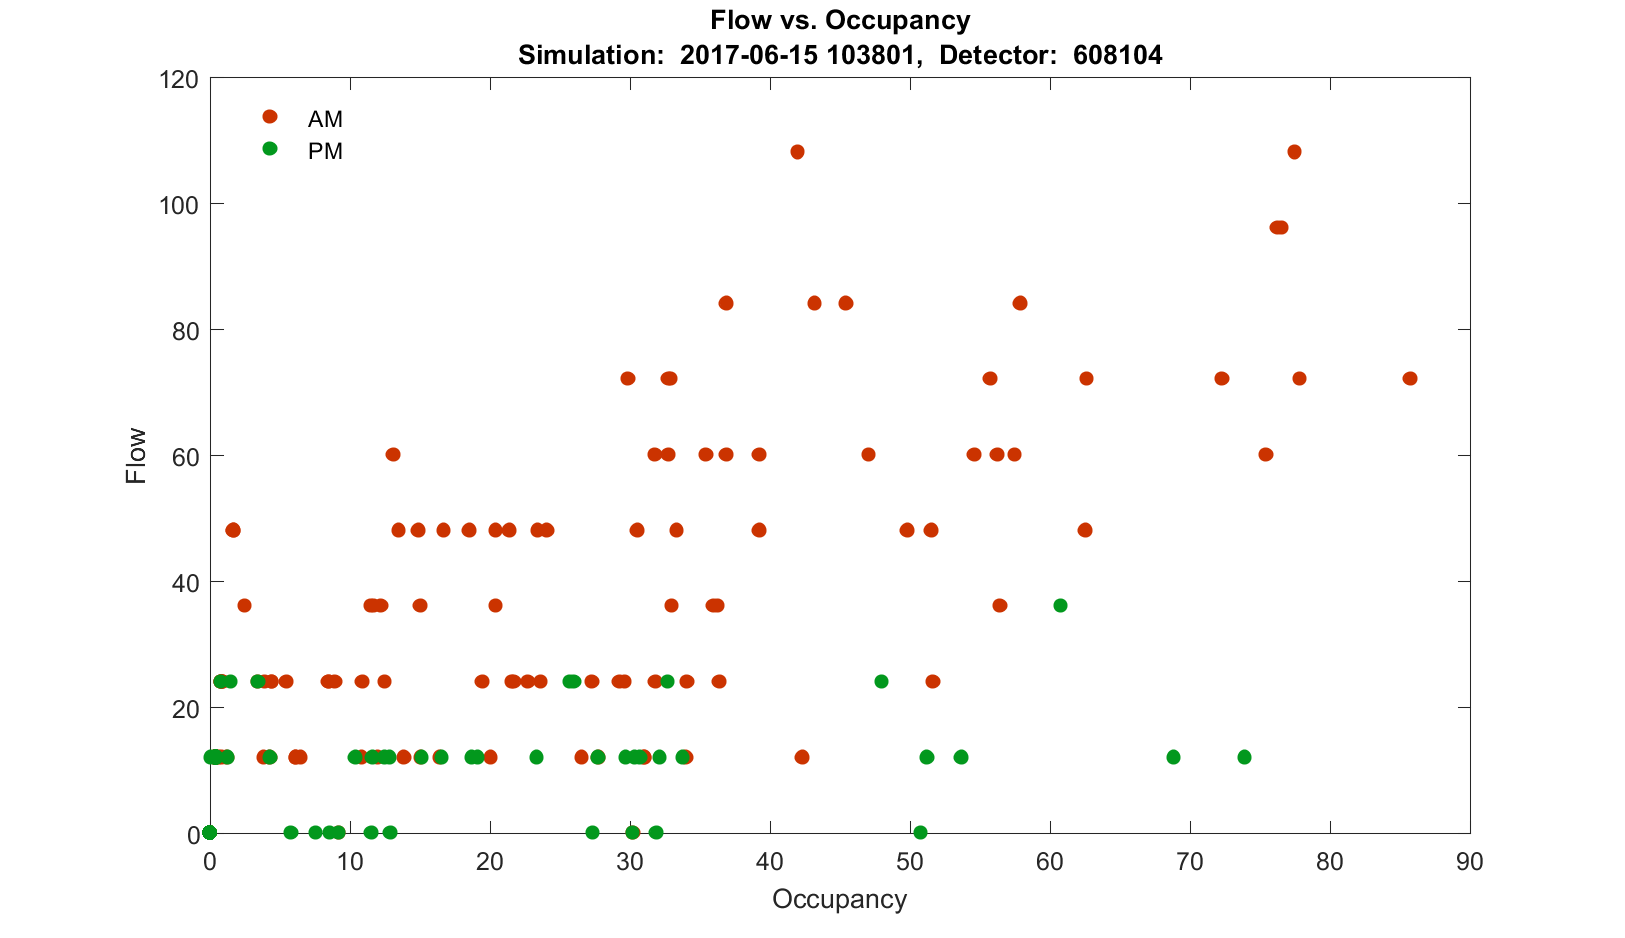 Flow vs. Occupancy
Simulation:  2017-06-15 103801,  Detector:  608104
AM
PM
120
100
80
60
40
20
0
Flow
0 10 20 30 40 50 60 70 80 90
Occupancy